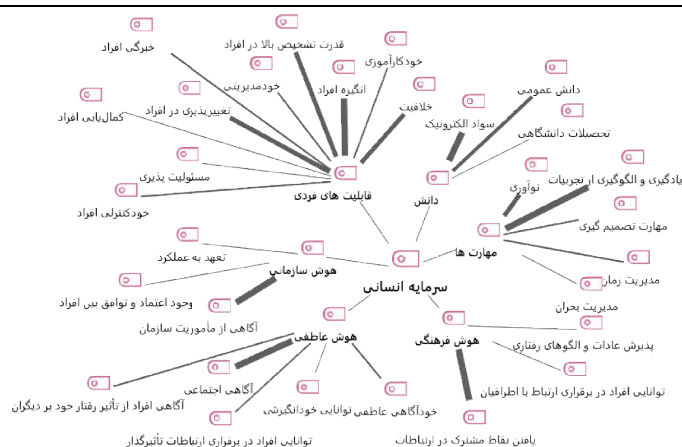 قدرت تشخیص بالا در افراد
خبرگی افراد
خودکارآموزی
خودمدیریتی
انگیزه افراد
دانش عمومی
تغییرپذیری در افراد
خلاقیت
کمال‌یابی افراد
سواد الکترونیک
تحصیلات دانشگاهی
مسئولیت پذیری
یادگیری و الگوگیری از تجربیات
نوآوری
قابلیت های فردی
دانش
خودکنترلی افراد
مهارت تصمیم گیری
مهارت ها
تعهد به عملکرد
هوش سازمانی
مدیریت زمان
سرمایه انسانی
وجود اعتماد و توافق بین افراد
مدیریت بحران
آگاهی از مأموریت سازمان
هوش عاطفی
هوش فرهنگی
پذیرش عادات و الگوهای رفتاری
آگاهی اجتماعی
توانایی افراد در برقراری ارتباط با اطرافیان
آگاهی افراد از تأثیر رفتار خود بر دیگران
توانایی خودانگیزشی
خودآگاهی عاطفی
توانایی افراد در برقراری ارتباطات تأثیرگذار
یافتن نقاط مشترک در ارتباطات